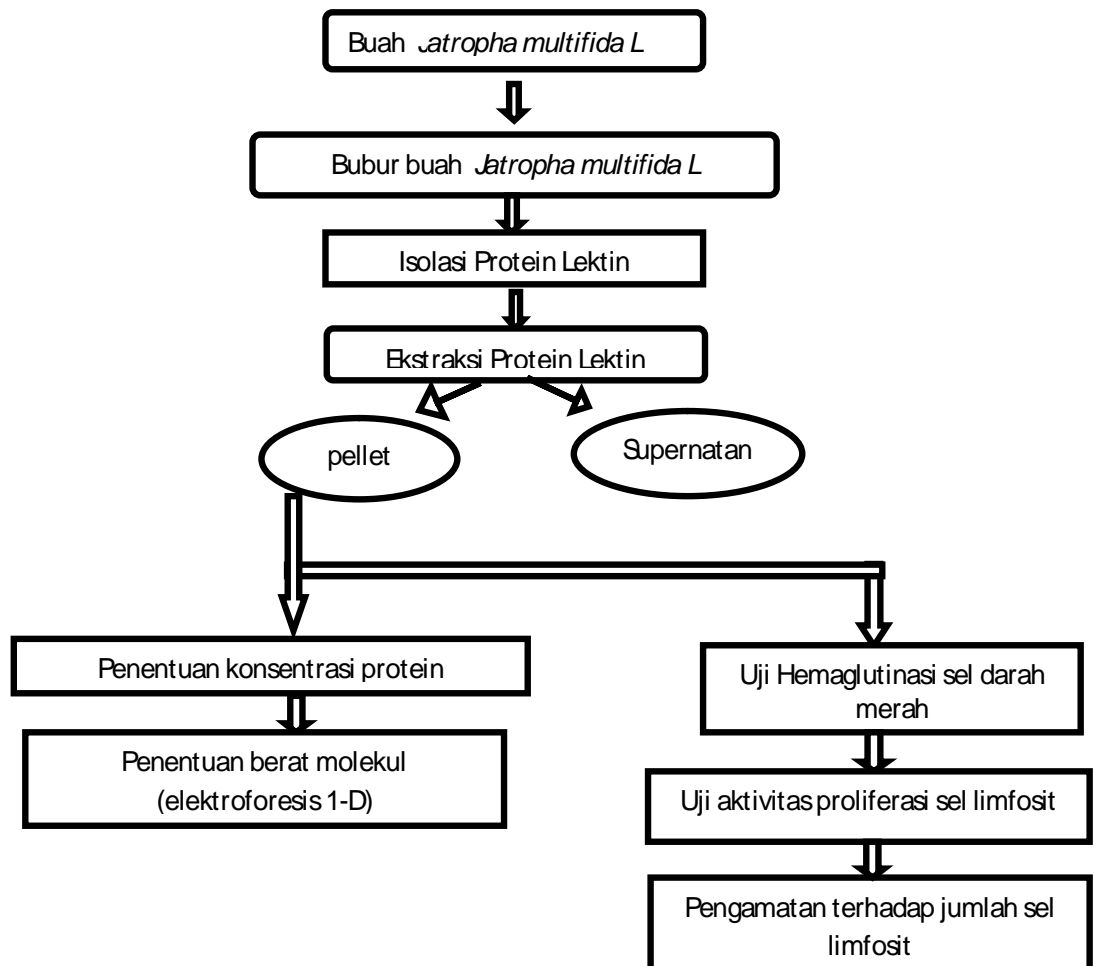 Buah Jatropha multifida L
Bubur buah Jatropha multifida L
Isolasi Protein Lektin
Ekstraksi Protein Lektin
pellet
Supernatan
Penentuan konsentrasi protein
Penentuan berat molekul
(elektroforesis 1-D)
Uji Hemaglutinasi sel darah
merah
Uji aktivitas proliferasi sel limfosit
Pengamatan terhadap jumlah sel
limfosit